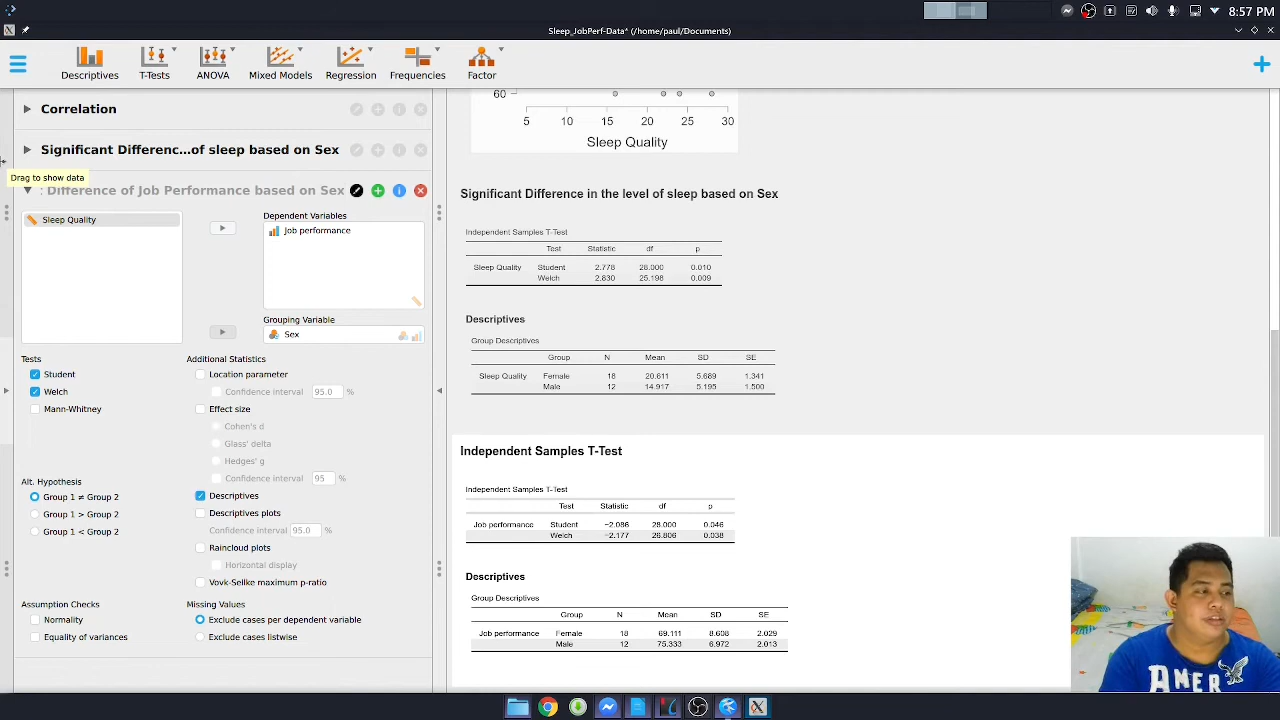 8:57 PM
Sleep_JobPerf-Data* (/home/paul/Documents)
Descriptives T-Tests ANOVA Mixed Models Regression Frequencies Factor
Correlation
Significant Differenc...of sleep based on Sex
Drag to show data
: Difference of Job Performance based on Sex
Sleep Quality
Dependent Variables
Job performance
Grouping Variable
Sex
Tests
Student
Welch
Mann-Whitney
Alt. Hypothesis
Group 1 ≠ Group 2
Group 1 > Group 2
Group 1 < Group 2
Assumption Checks
Normality
Equality of variances
Additional Statistics
Location parameter
Confidence interval 95.0 %
Effect size
Cohen's d
Glass' delta
Hedges' g
Confidence interval 95 %
Descriptives
Descriptives plots
Confidence interval 95.0 %
Raincloud plots
Horizontal display
Vovk-Sellke maximum p-ratio
Missing Values
Exclude cases per dependent variable
Exclude cases listwise
60
5 10 15 20 25 30
Sleep Quality
Significant Difference in the level of sleep based on Sex
Independent Samples T-Test
Test Statistic df p
Sleep Quality Student 2.778 28.000 0.010
Welch 2.830 25.198 0.009
Descriptives
Group Descriptives
Group N Mean SD SE
Sleep Quality Female 18 20.611 5.689 1.341
Male 12 14.917 5.195 1.500
Independent Samples T-Test
Independent Samples T-Test
Test Statistic df p
Job performance Student −2.086 28.000 0.046
Welch −2.177 26.806 0.038
Descriptives
Group Descriptives
Group N Mean SD SE
Job performance Female 18 69.111 8.608 2.029
Male 12 75.333 6.972 2.013
AMER